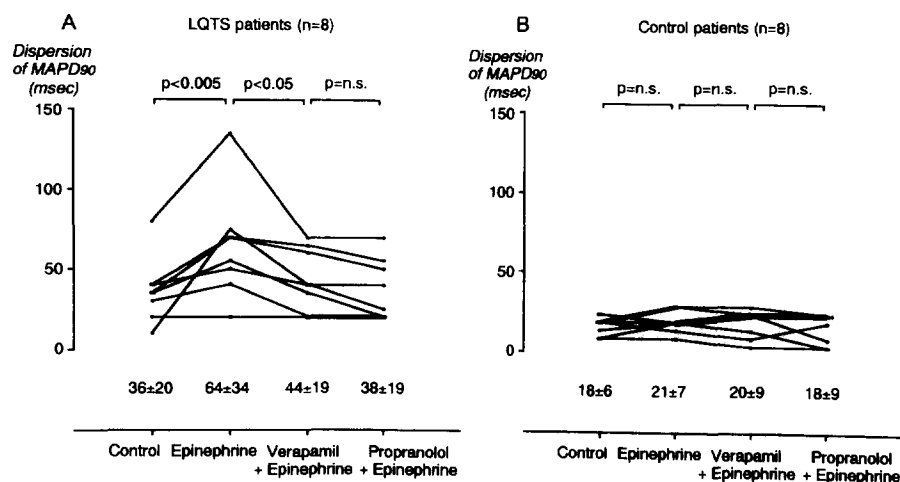 A
LQTS patients (n=8)
Dispersion
of MAPD90
(msec)
p<0.005
p<0.05
p=n.s.
150
100
50
0
36±20
64±34
44±19
38±19
Control
Epinephrine
Verapamil
+ Epinephrine
Propranolol
+ Epinephrine
B
Control patients (n=8)
Dispersion
of MAPD90
(msec)
p=n.s.
p=n.s.
p=n.s.
150
100
50
0
18±6
21±7
20±9
18±9
Control
Epinephrine
Verapamil
+ Epinephrine
Propranolol
+ Epinephrine